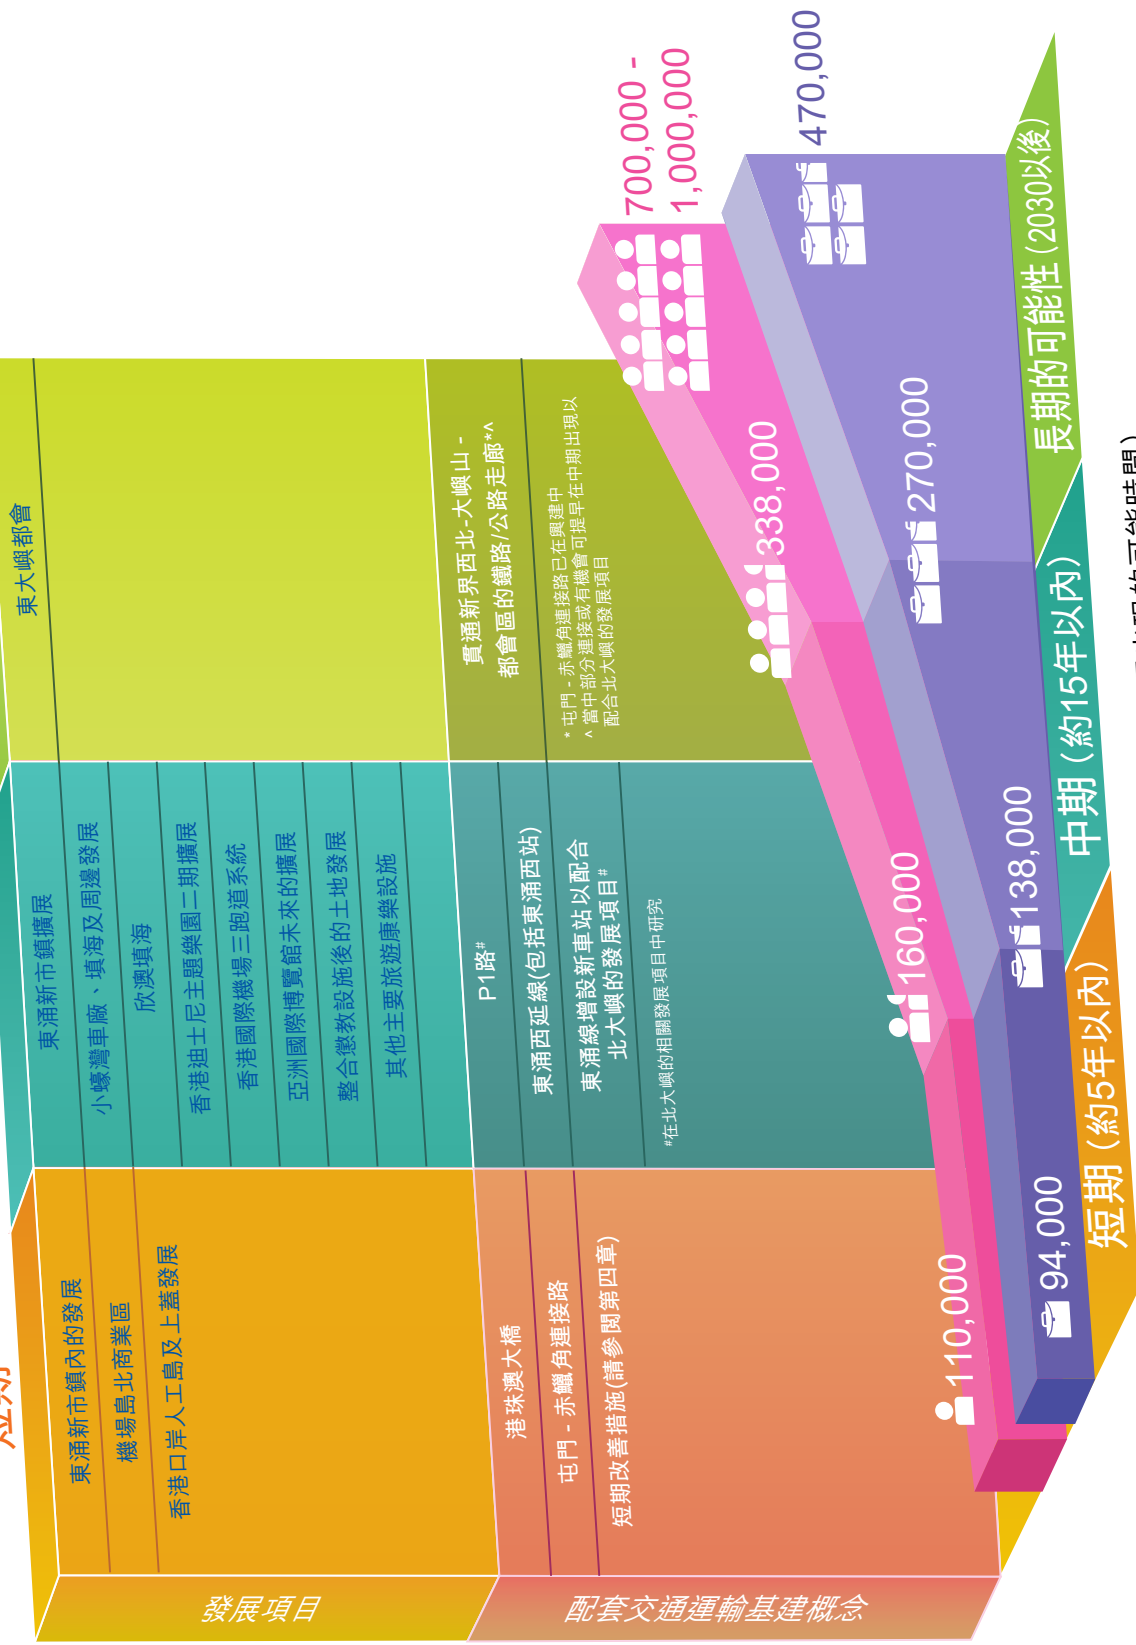 短期
發展項目
東涌新市鎮內的發展
機場島北商業區
香港口岸人工島及上蓋發展
東涌新市鎮擴展
小蠔灣車廠、填海及周邊發展
欣澳填海
香港迪士尼主題樂園二期擴展
香港國際機場三跑道系統
亞洲國際博覽館未來的擴展
整合懲教設施後的土地發展
其他主要旅遊康樂設施
東大嶼都會
配套交通運輸基建概念
港珠澳大橋
屯門 - 赤鱲角連接路
短期改善措施(請參閱第四章)
P1路#
東涌西延線(包括東涌西站)
東涌線增設新車站以配合
北大嶼的發展項目#
#在北大嶼的相關發展項目中研究
貫通新界西北-大嶼山 -
都會區的鐵路/公路走廊*^
* 屯門 - 赤鱲角連接路已在興建中
^ 當中部分連接或有機會可提早在中期出現以
配合北大嶼的發展項目
110,000
160,000
338,000
700,000 -
1,000,000
94,000
138,000
270,000
470,000
短期 (約5年以內)
中期 (約15年以內)
長期的可能性 (2030以後)
的可能時間)